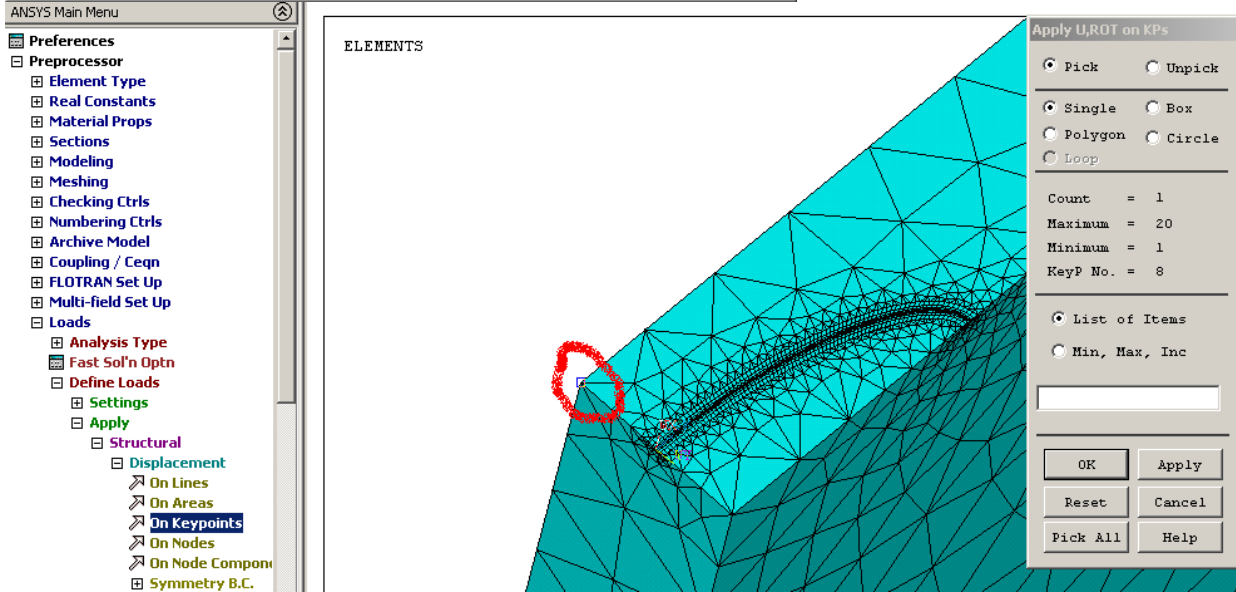 ANSYS Main Menu
Preferences
Preprocessor
Element Type
Real Constants
Material Props
Sections
Modeling
Meshing
Checking Ctrls
Numbering Ctrls
Archive Model
Coupling / Ceqn
FLOTRAN Set Up
Multi-field Set Up
Loads
Analysis Type
Fast Sol'n Optn
Define Loads
Settings
Apply
Structural
Displacement
On Lines
On Areas
On Keypoints
On Nodes
On Node Compone
Symmetry B.C.
ELEMENTS
Apply U,ROT on KPs
Pick Unpick
Single Box
Polygon Circle
Loop
Count = 1
Maximum = 20
Minimum = 1
KeyP No. = 8
List of Items
Min, Max, Inc
OK Apply
Reset Cancel
Pick All Help